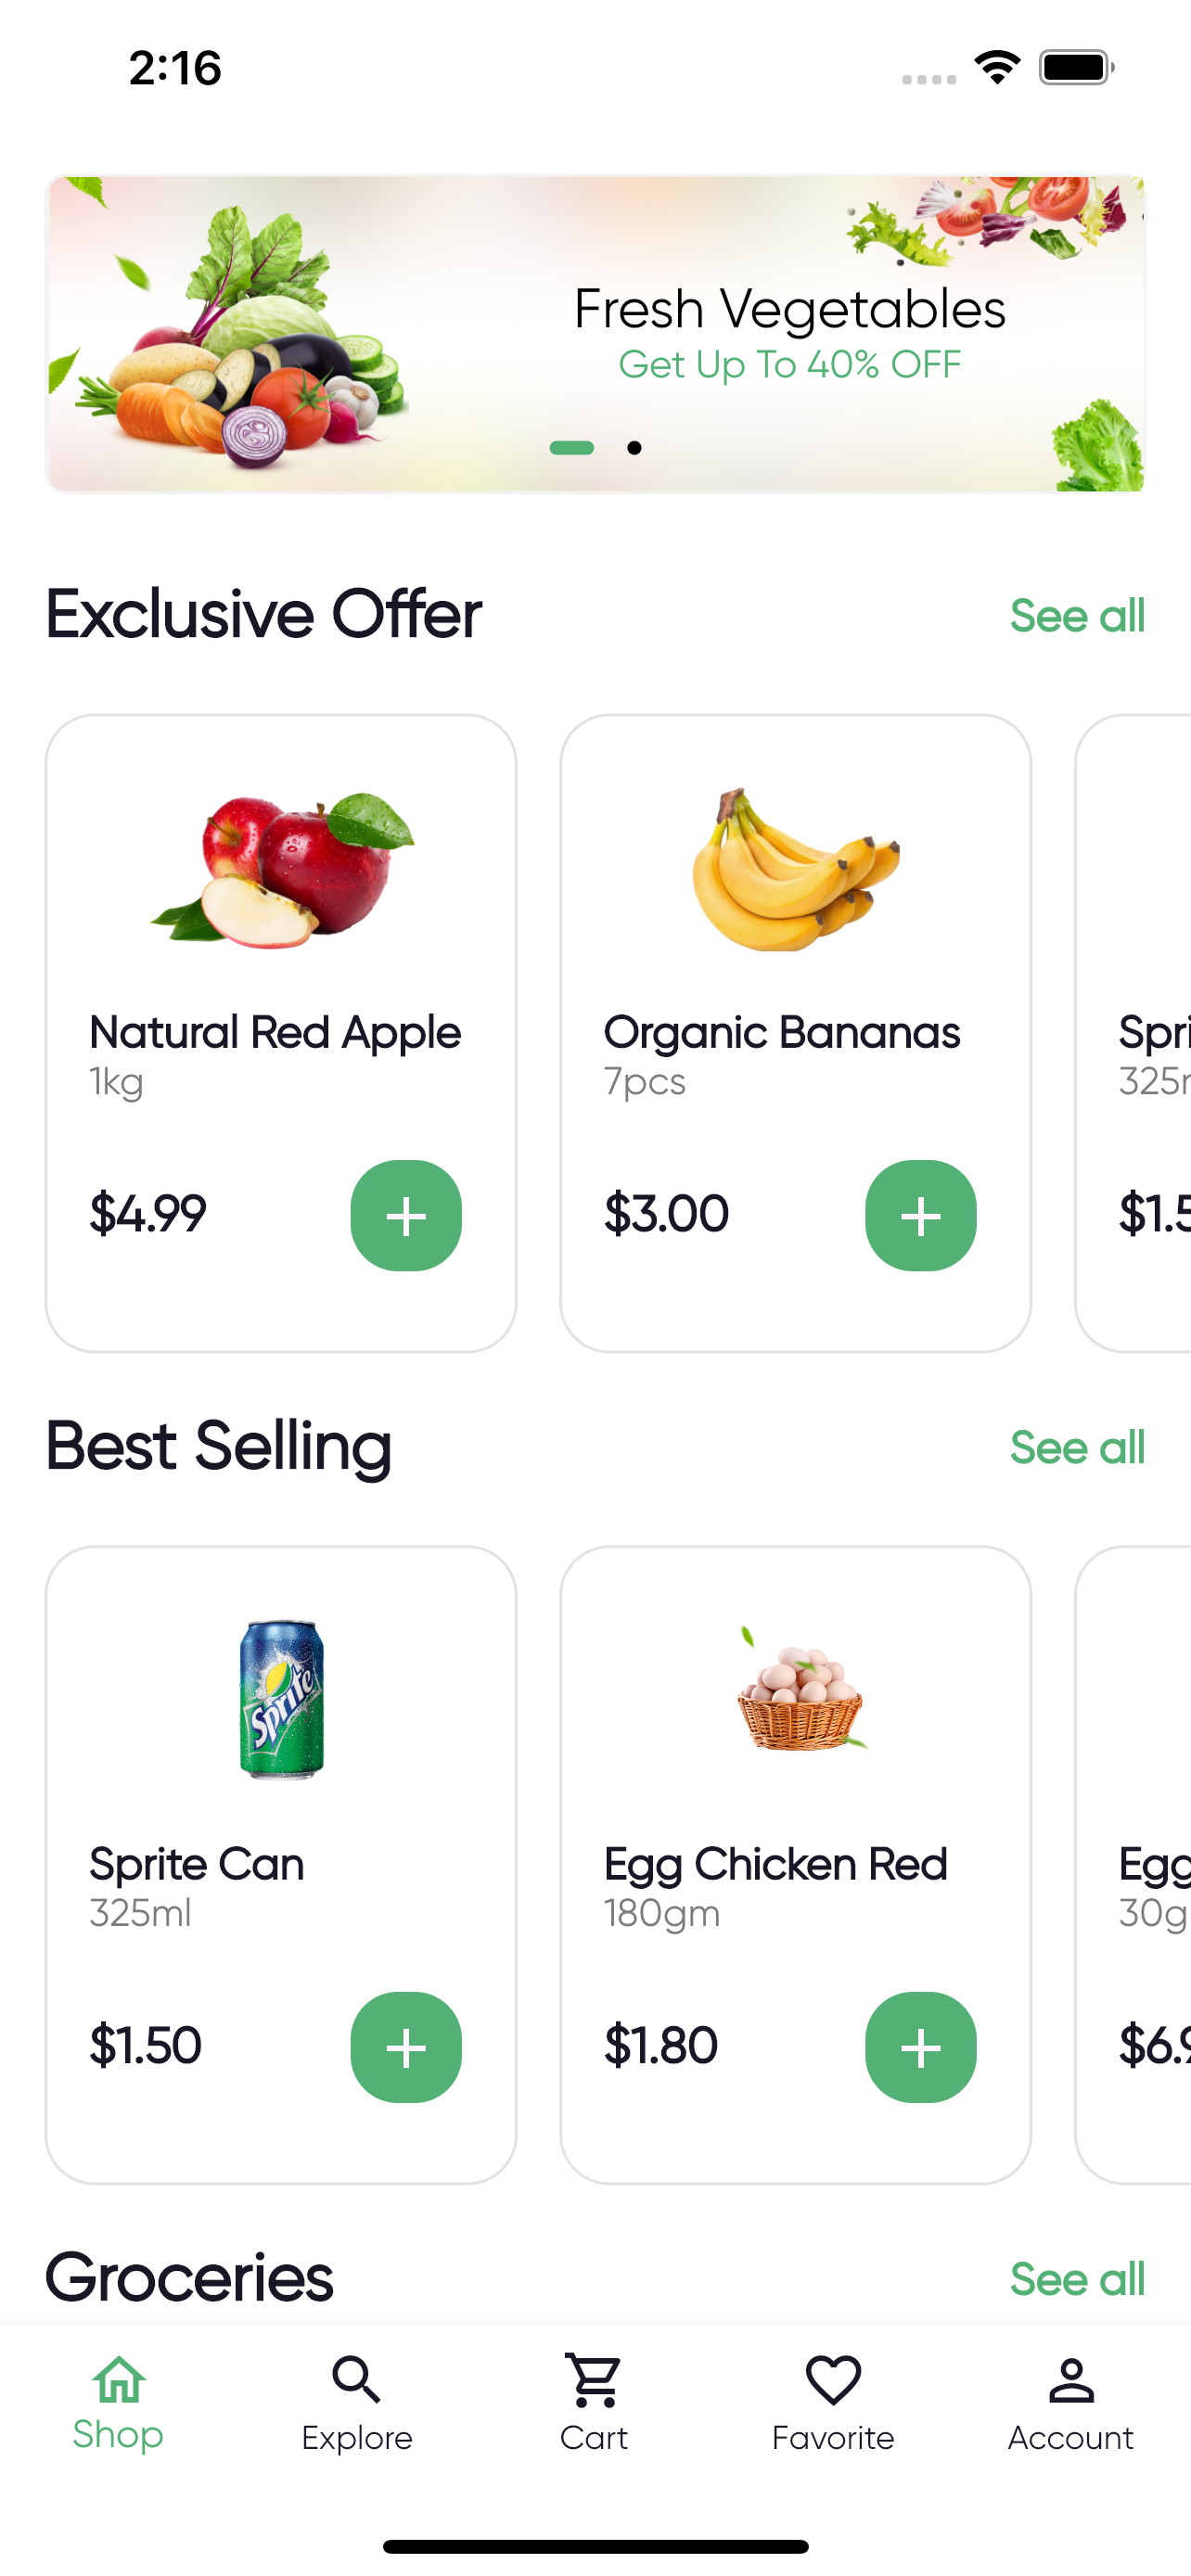 2:16
Fresh Vegetables
Get Up To 40% OFF
Exclusive Offer
See all
Natural Red Apple
1kg
$4.99
Organic Bananas
7pcs
$3.00
Spri
325
$1.5
Best Selling
See all
Sprite
Sprite Can
325ml
$1.50
Egg Chicken Red
180gm
$1.80
Egg
30g
$6.9
Groceries
See all
Shop
Explore
Cart
Favorite
Account